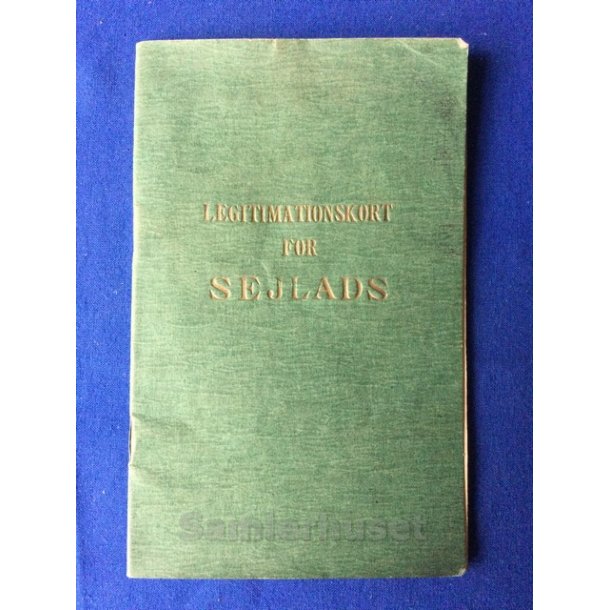 LEGITIMATIONSKORT
FOR
SEJLADS
Samlerhuset